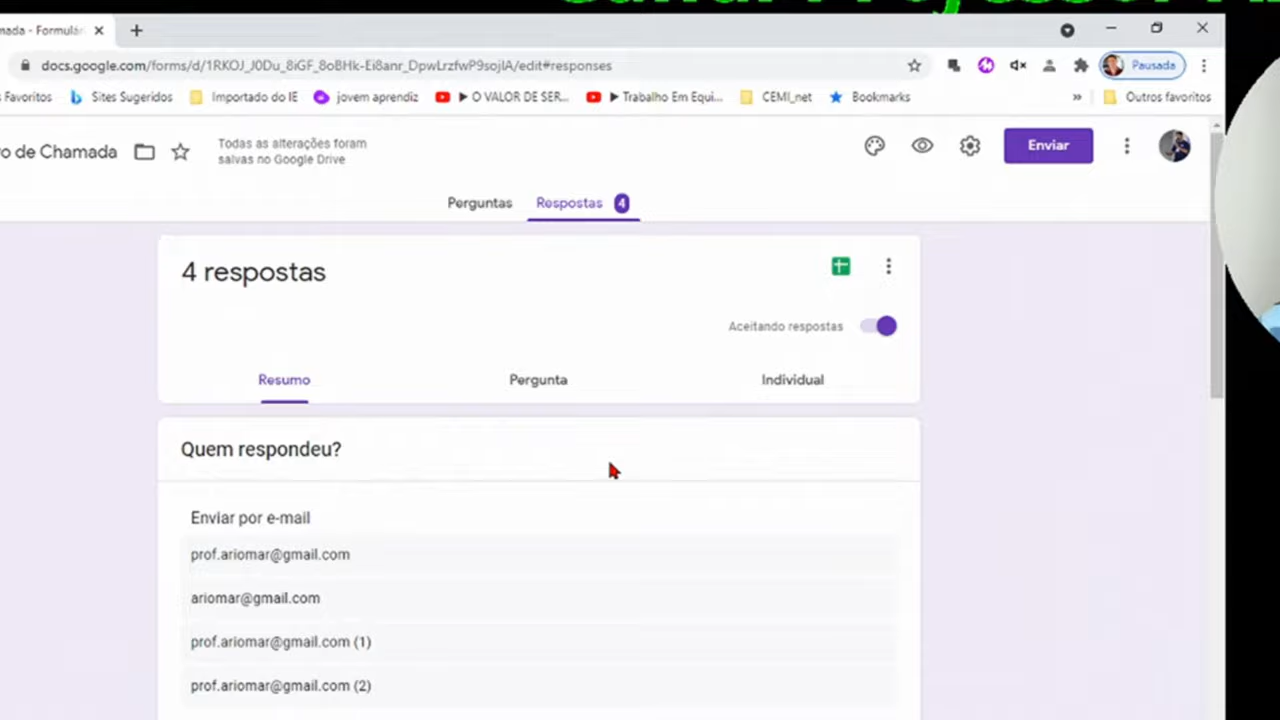 mada - Formulár
docs.google.com/forms/d/1RKOJ_J0Du_8iGF_8oBHk-Ei8anr_DpwLrzfwP9sojIA/edit#responses
Pausada
Favoritos Sites Sugeridos Importado do IE jovem aprendiz ▶ O VALOR DE SER... ▶ Trabalho Em Equi... CEMI_net Bookmarks » Outros favoritos
ro de Chamada
Todas as alterações foram
salvas no Google Drive
Enviar
Perguntas Respostas 4
4 respostas
Aceitando respostas
Resumo Pergunta Individual
Quem respondeu?
Enviar por e-mail
prof.ariomar@gmail.com
ariomar@gmail.com
prof.ariomar@gmail.com (1)
prof.ariomar@gmail.com (2)